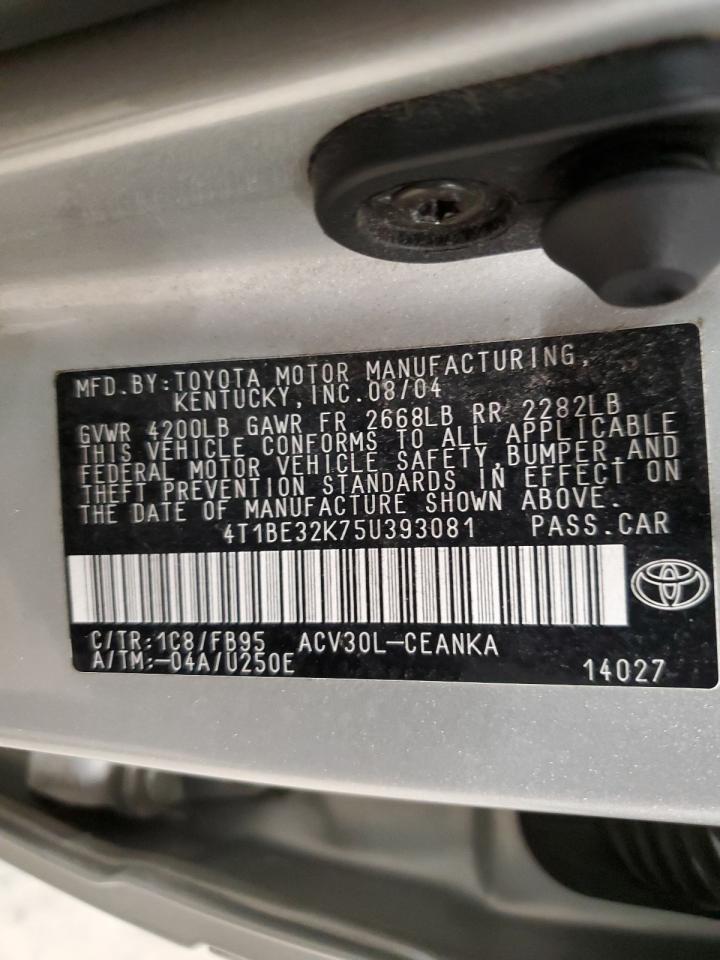 MFD.BY:TOYOTA MOTOR MANUFACTURING,
KENTUCKY,INC.08/04
GVWR 4200LB GAWR FR 2668LB RR 2282LB
THIS VEHICLE CONFORMS TO ALL APPLICABLE
FEDERAL MOTOR VEHICLE SAFETY,BUMPER,AND
THEFT PREVENTION STANDARDS IN EFFECT ON
THE DATE OF MANUFACTURE SHOWN ABOVE.
4T1BE32K75U393081 PASS.CAR
C/TR:1C8/FB95 ACV30L-CEANKA
A/TM:-04A/U250E 14027